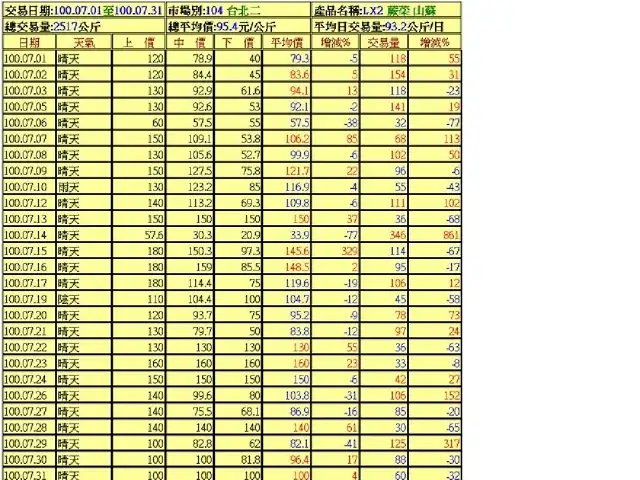 交易日期:100.07.01至100.07.31 市場別:104 台北二 產品名稱:LX2 蕨菜 山蘇
總交易量:2517公斤 總平均價:95.4元/公斤 平均日交易量:93.2公斤/日
日期 天氣 上 價 中 價 下 價 平均價 增減% 交易量 增減%
100.07.01 晴天 120 78.9 40 79.3 -5 118 55
100.07.02 晴天 120 84.4 45 83.6 5 154 31
100.07.03 晴天 130 92.9 61.6 94.1 13 118 -23
100.07.05 晴天 130 92.6 53 92.1 -2 141 19
100.07.06 晴天 60 57.5 55 57.5 -38 32 -77
100.07.07 晴天 150 109.1 53.8 106.2 85 68 113
100.07.08 晴天 130 105.6 52.7 99.9 -6 102 50
100.07.09 晴天 150 127.5 75.8 121.7 22 96 -6
100.07.10 雨天 130 123.2 85 116.9 -4 55 -43
100.07.12 晴天 140 113.2 69.3 109.8 -6 111 102
100.07.13 晴天 150 150 150 150 37 36 -68
100.07.14 晴天 57.6 30.3 20.9 33.9 -77 346 861
100.07.15 晴天 180 150.3 97.3 145.6 329 114 -67
100.07.16 晴天 180 159 85.5 148.5 2 95 -17
100.07.17 晴天 180 114.4 75 119.6 -19 106 12
100.07.19 陰天 110 104.4 100 104.7 -12 45 -58
100.07.20 晴天 120 93.7 75 95.2 -9 78 73
100.07.21 晴天 130 79.7 50 83.8 -12 97 24
100.07.22 晴天 130 130 130 130 55 36 -63
100.07.23 晴天 160 160 160 160 23 33 -8
100.07.24 晴天 150 150 150 150 -6 42 27
100.07.26 晴天 140 99.6 80 103.8 -31 106 152
100.07.27 晴天 140 75.5 68.1 86.9 -16 85 -20
100.07.28 晴天 140 140 140 140 61 30 -65
100.07.29 晴天 100 82.8 62 82.1 -41 125 317
100.07.30 晴天 100 100 81.8 96.4 17 88 -30
100.07.31 晴天 100 100 100 100 4 60 -32